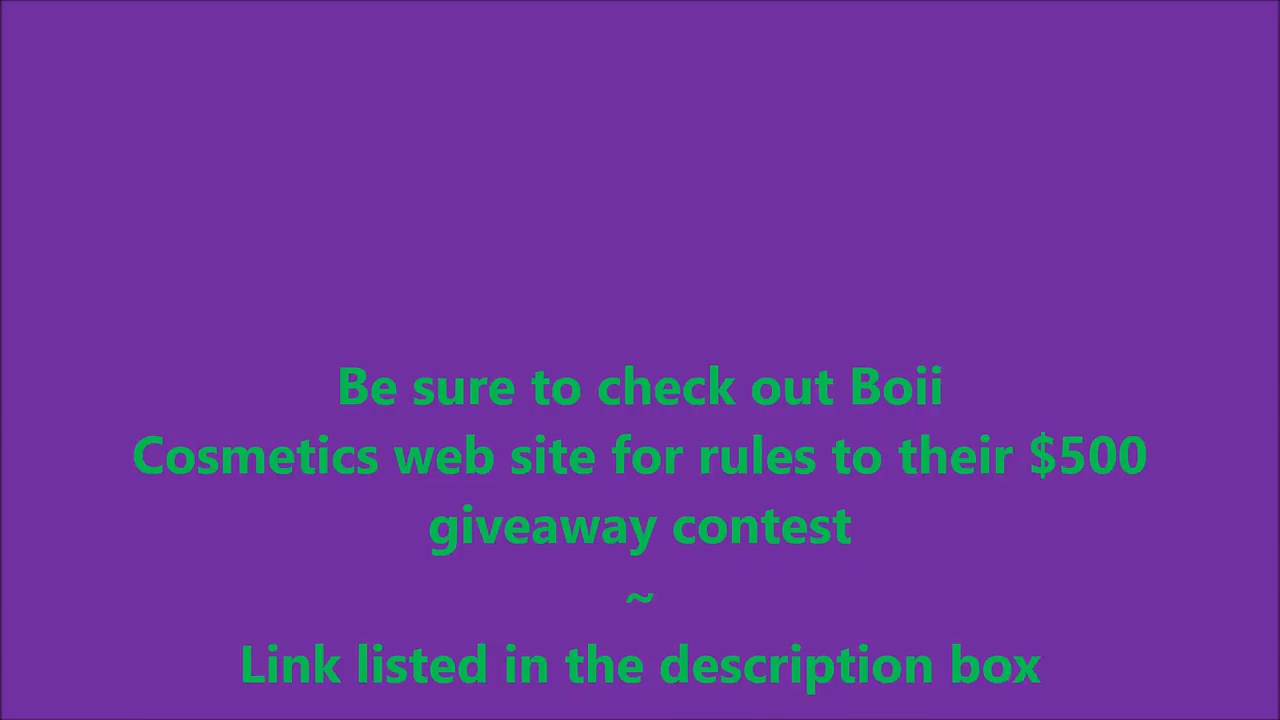 Be sure to check out Boii
Cosmetics web site for rules to their $500
giveaway contest
~
Link listed in the description box